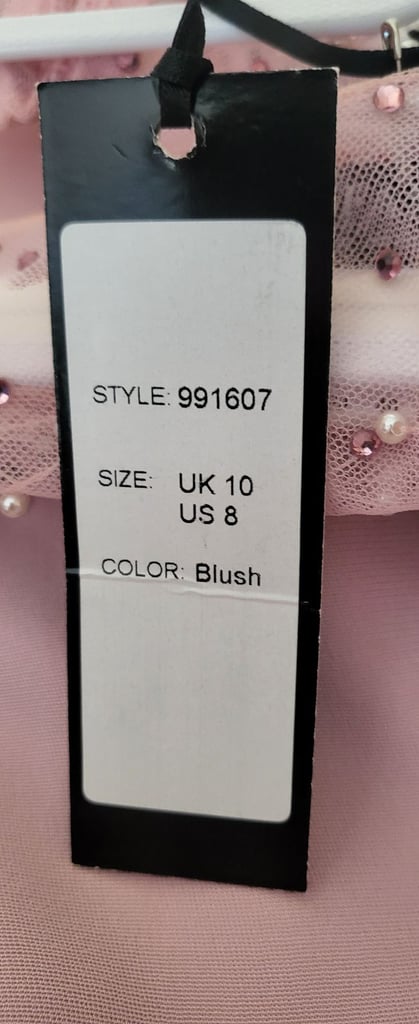 STYLE: 991607
SIZE: UK 10
US 8
COLOR: Blush